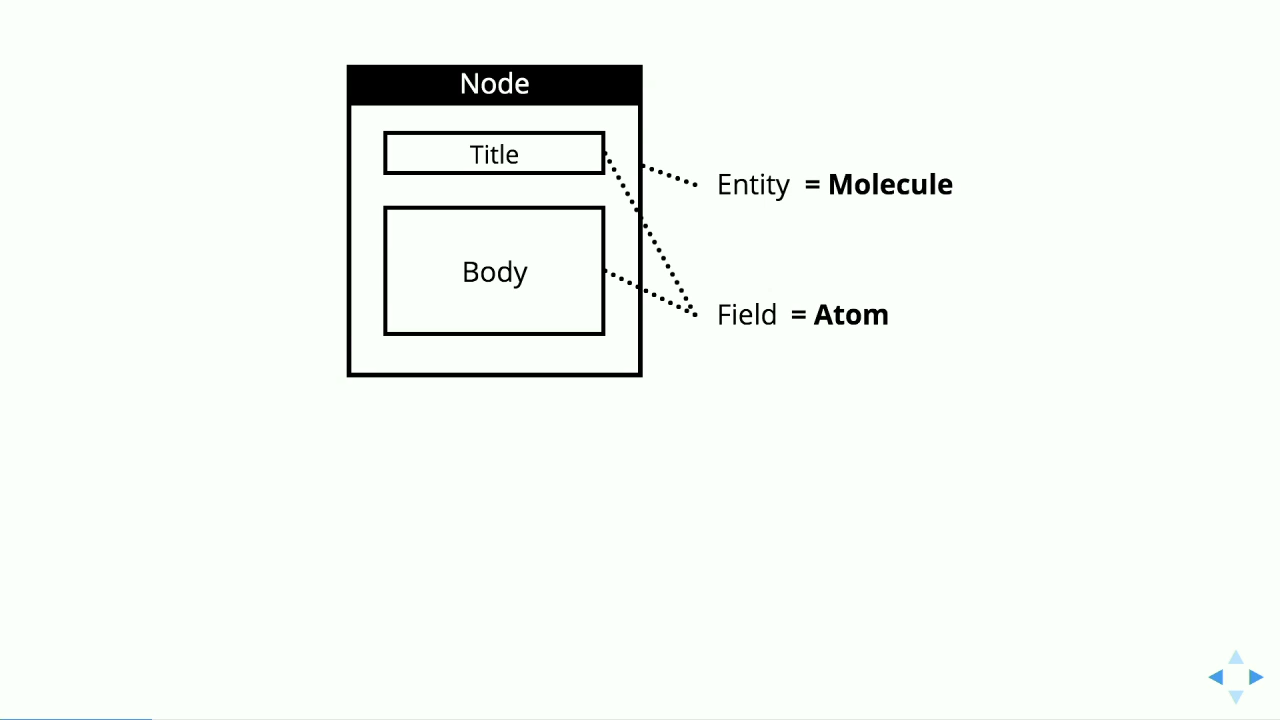 Node
Title
Entity = Molecule
Body
Field = Atom